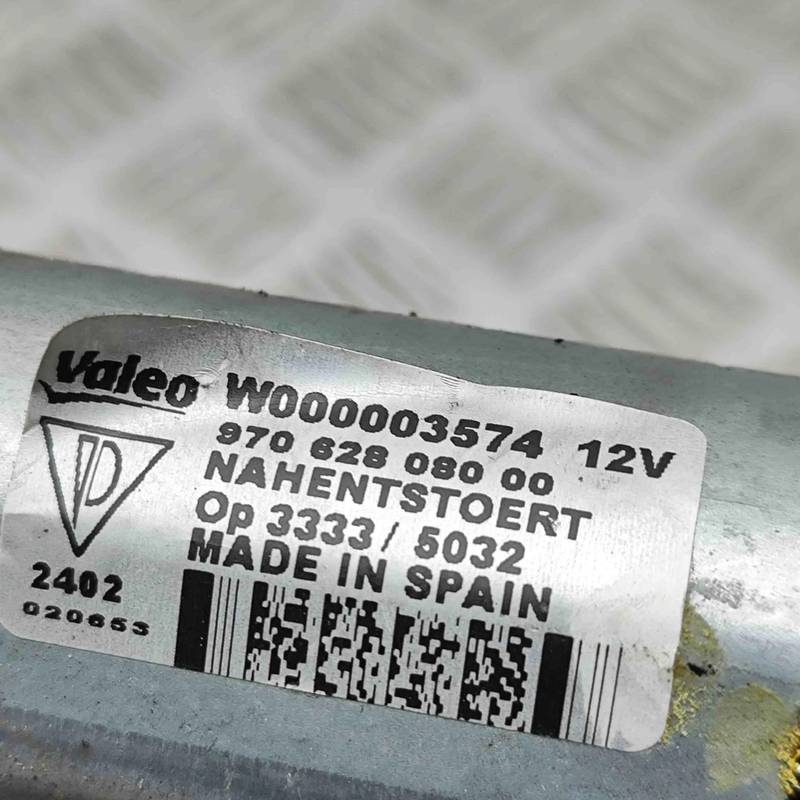 Valeo W000003574 12V
970 628 080 00
NAHENTSTOERT
Op 3333/ 5032
MADE IN SPAIN
2402
020653